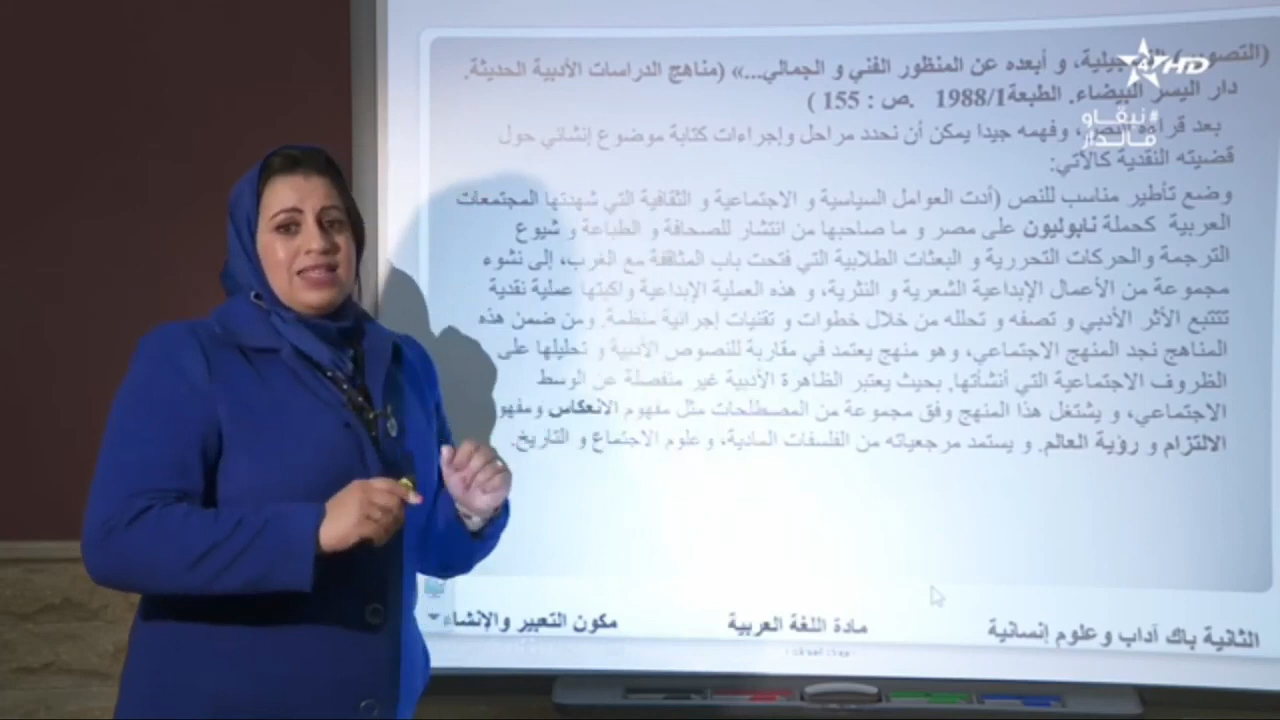 (التصويرية) التسجيلية، و أبعده عن المنظور الفني و الجمالي...» (مناهج الدراسات الأدبية الحديثة.
دار اليسر البيضاء. الطبعة1988/1 .ص : 155 )
بعد قراءة النص، وفهمه جيدا يمكن أن نحدد مراحل وإجراءات كتابة موضوع إنشائي حول
قضيته النقدية كالآتي:
وضع تأطير مناسب للنص (أدت العوامل السياسية و الاجتماعية و الثقافية التي شهدتها المجتمعات
العربية كحملة نابوليون على مصر و ما صاحبها من انتشار للصحافة و الطباعة و شيوع
الترجمة والحركات التحررية و البعثات الطلابية التي فتحت باب المثاقفة مع الغرب، إلى نشوء
مجموعة من الأعمال الإبداعية الشعرية و النثرية، و هذه العملية الإبداعية واكبتها عملية نقدية
تتتبع الأثر الأدبي و تصفه و تحلله من خلال خطوات و تقنيات إجرائية منظمة. ومن ضمن هذه
المناهج نجد المنهج الاجتماعي، وهو منهج يعتمد في مقاربة للنصوص الأدبية و تحليلها على
الظروف الاجتماعية التي أنشأتها. بحيث يعتبر الظاهرة الأدبية غير منفصلة عن الوسط
الاجتماعي، و يشتغل هذا المنهج وفق مجموعة من المصطلحات مثل مفهوم الانعكاس ومفهو
الالتزام و رؤية العالم. و يستمد مرجعياته من الفلسفات المادية، و علوم الاجتماع و التاريخ.
الثانية باك آداب وعلوم إنسانية مادة اللغة العربية مكون التعبير والإنشاء
4 HD
#نبقاو
فالدار